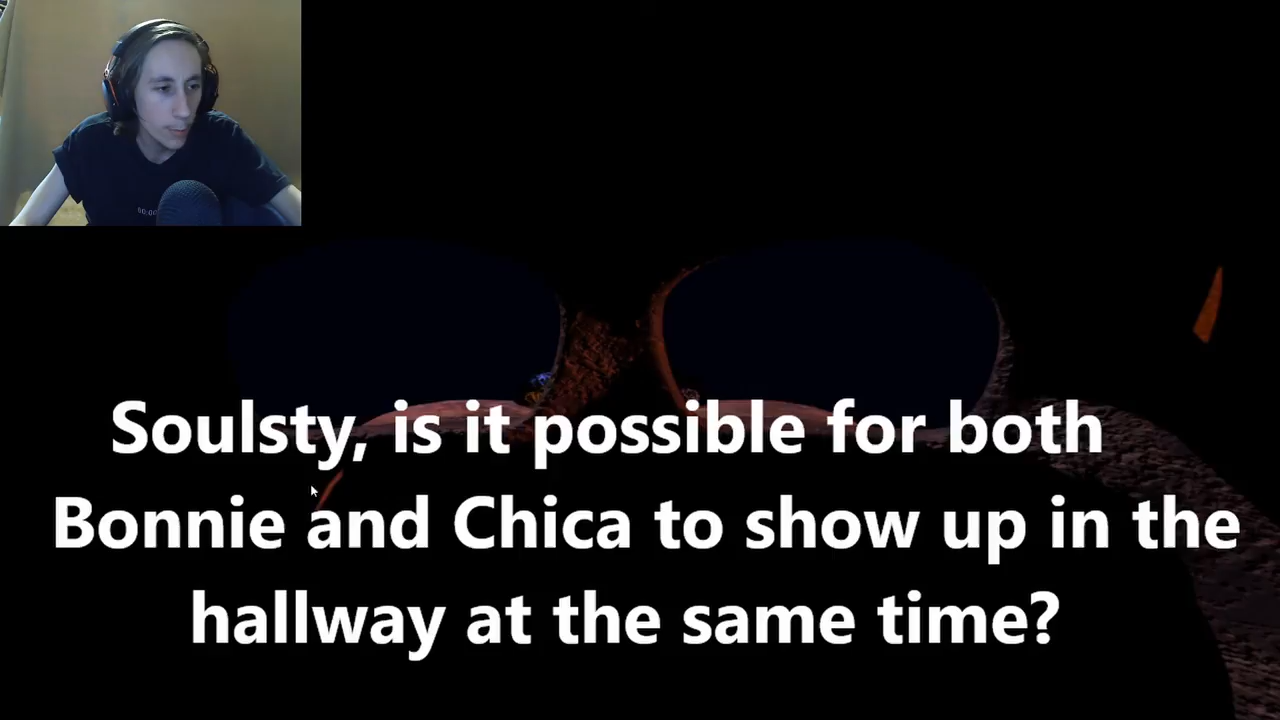 Soulsty, is it possible for both
Bonnie and Chica to show up in the
hallway at the same time?